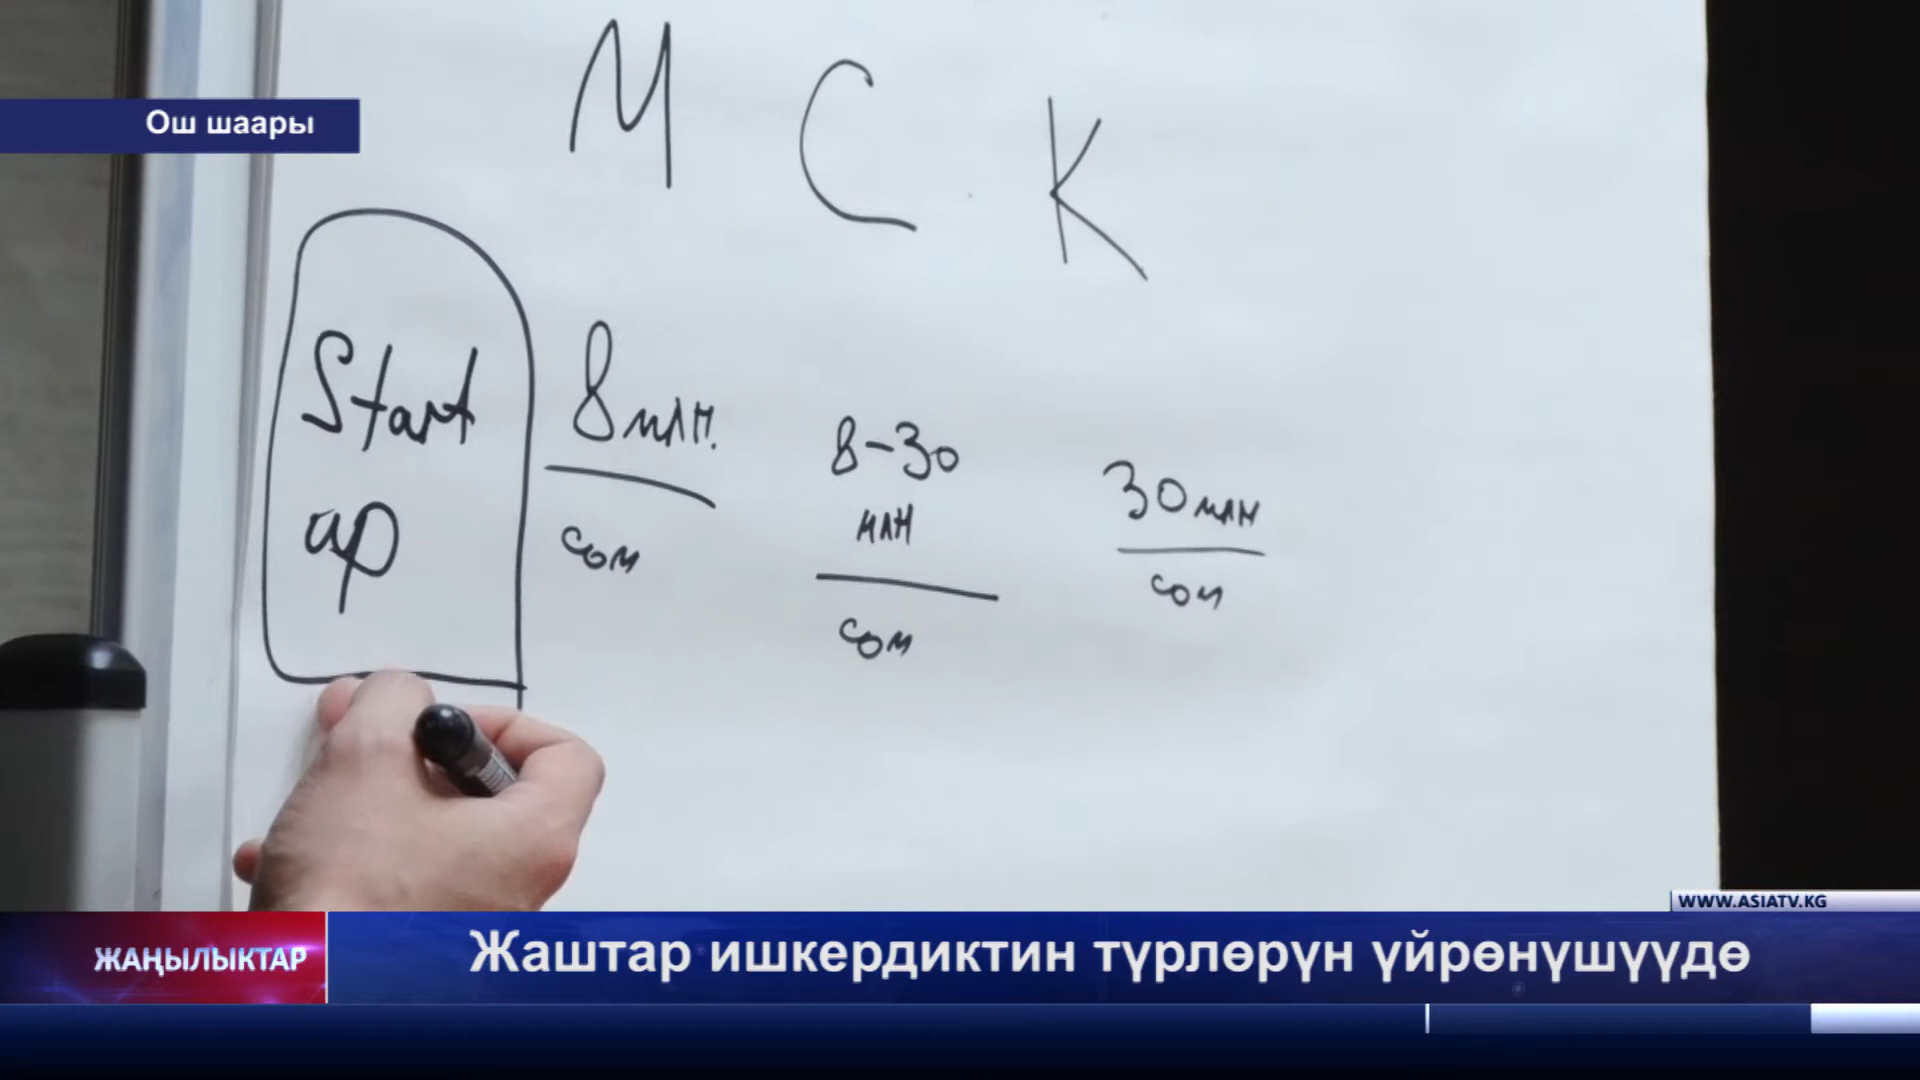 Ош шаары
М С К
Start
up
8 млн.
сом
8-30
млн
сом
30 млн
сом
WWW.ASIATV.KG
ЖАҢЫЛЫКТАР
Жаштар ишкердиктин түрлөрүн үйрөнүшүүдө